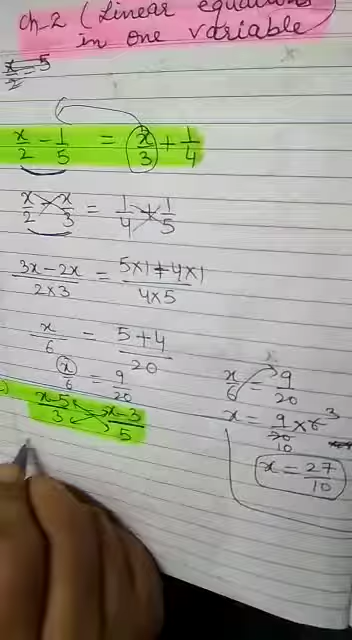 Ch-2 (Linear equations
in one variable)
x/2 = 5
x/2 - 1/5 = x/3 + 1/4
x/2 - x/3 = 1/4 + 1/5
3x-2x/2×3 = 5×1+4×1/4×5
x/6 = 5+4/20
x/6 = 9/20
x-5/3 = x-3/5
x/6 = 9/20
x = 9/20 × 6 3
10
x = 27/10